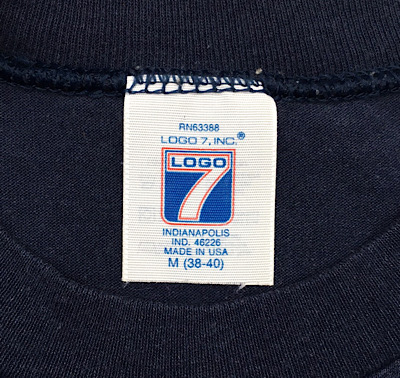 RN63388
LOGO 7, INC.®
LOGO
7
INDIANAPOLIS
IND. 46226
MADE IN USA
M (38-40)